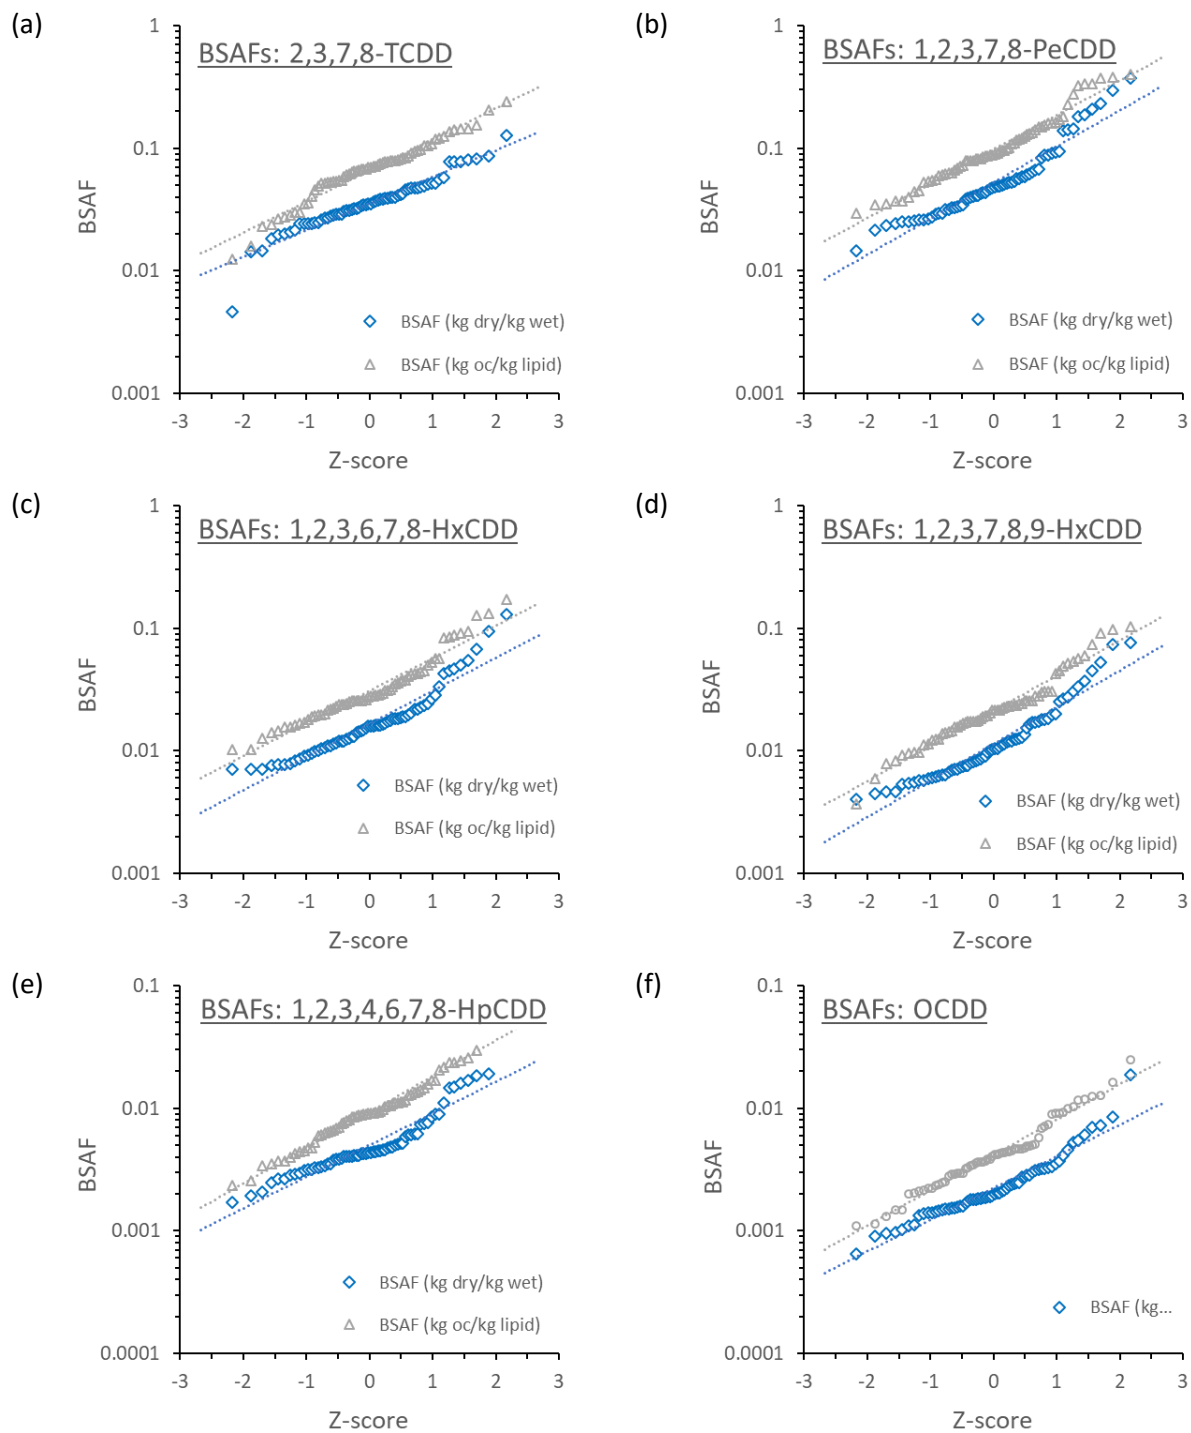 (a)
BSAFs: 2,3,7,8-TCDD
1
0.1
0.01
0.001
BSAF
BSAF (kg dry/kg wet)
BSAF (kg oc/kg lipid)
-3 -2 -1 0 1 2 3
Z-score
(b)
BSAFs: 1,2,3,7,8-PeCDD
1
0.1
0.01
0.001
BSAF
BSAF (kg dry/kg wet)
BSAF (kg oc/kg lipid)
-3 -2 -1 0 1 2 3
Z-score
(c)
BSAFs: 1,2,3,6,7,8-HxCDD
1
0.1
0.01
0.001
BSAF
BSAF (kg dry/kg wet)
BSAF (kg oc/kg lipid)
-3 -2 -1 0 1 2 3
Z-score
(d)
BSAFs: 1,2,3,7,8,9-HxCDD
1
0.1
0.01
0.001
BSAF
BSAF (kg dry/kg wet)
BSAF (kg oc/kg lipid)
-3 -2 -1 0 1 2 3
Z-score
(e)
BSAFs: 1,2,3,4,6,7,8-HpCDD
0.1
0.01
0.001
0.0001
BSAF
BSAF (kg dry/kg wet)
BSAF (kg oc/kg lipid)
-3 -2 -1 0 1 2 3
Z-score
(f)
BSAFs: OCDD
0.1
0.01
0.001
0.0001
BSAF
BSAF (kg...
-3 -2 -1 0 1 2 3
Z-score